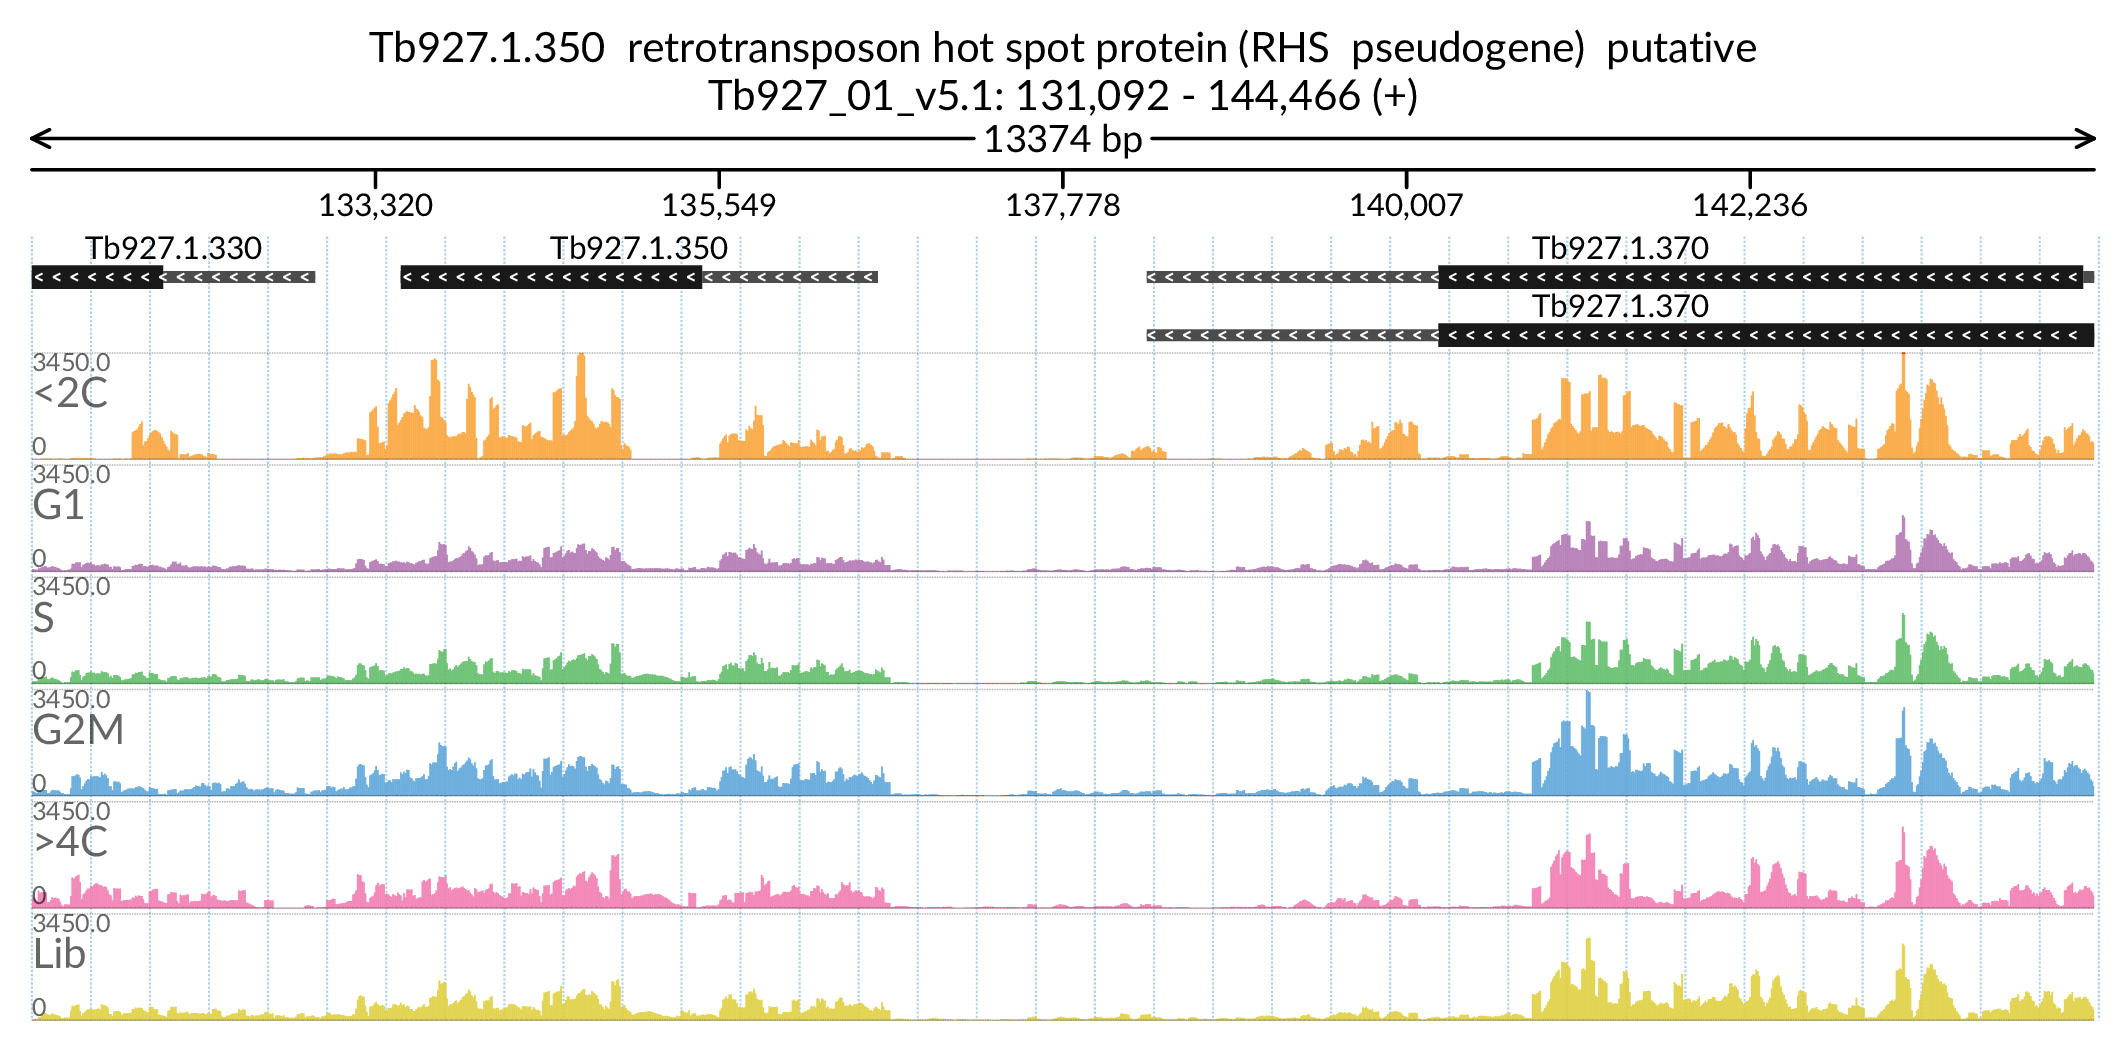 Tb927.1.350  retrotransposon hot spot protein (RHS  pseudogene)  putative
Tb927_01_v5.1: 131,092 - 144,466 (+)
13374 bp
133,320 135,549 137,778 140,007 142,236
Tb927.1.330 Tb927.1.350 Tb927.1.370
Tb927.1.370
3450.0
<2C
0
3450.0
G1
0
3450.0
S
0
3450.0
G2M
0
3450.0
>4C
0
3450.0
Lib
0